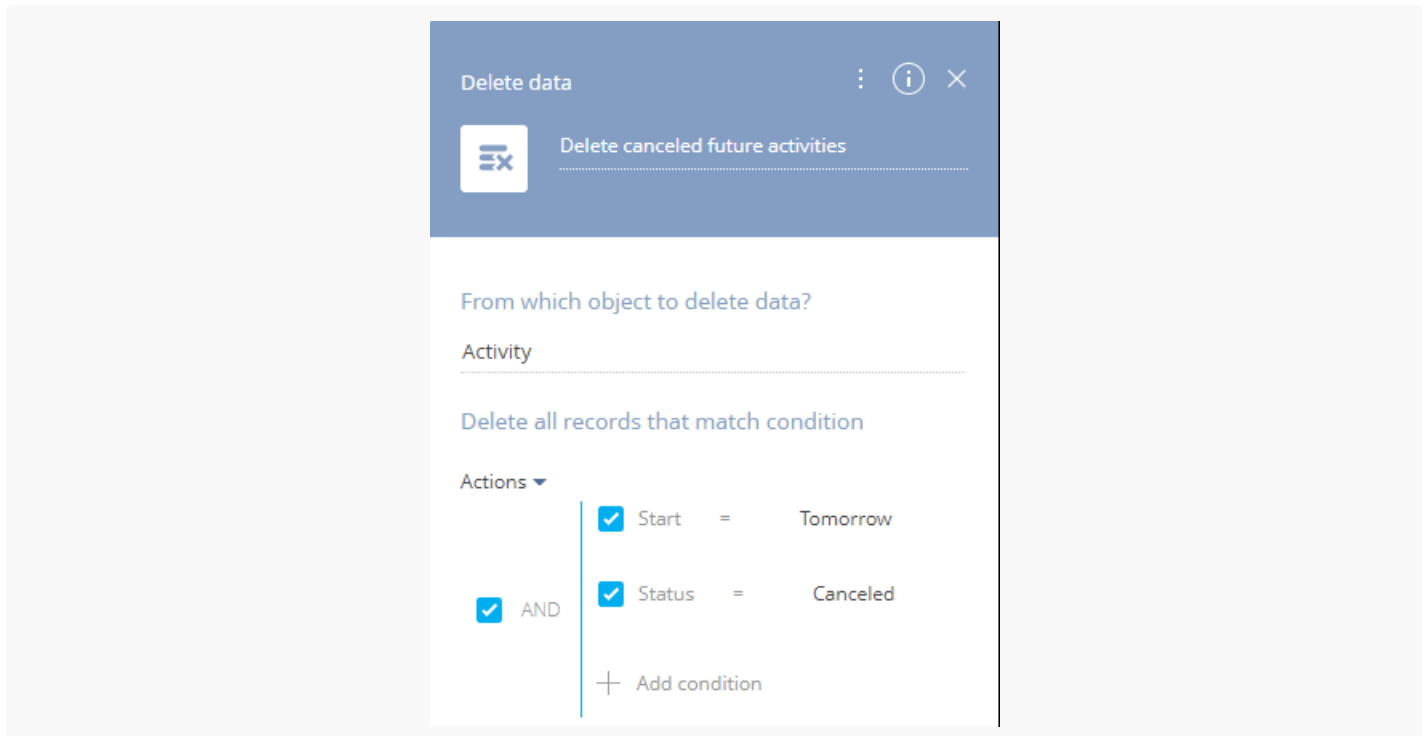 Delete data
Delete canceled future activities
From which object to delete data?
Activity
Delete all records that match condition
Actions
Start = Tomorrow
Status = Canceled
AND
Add condition